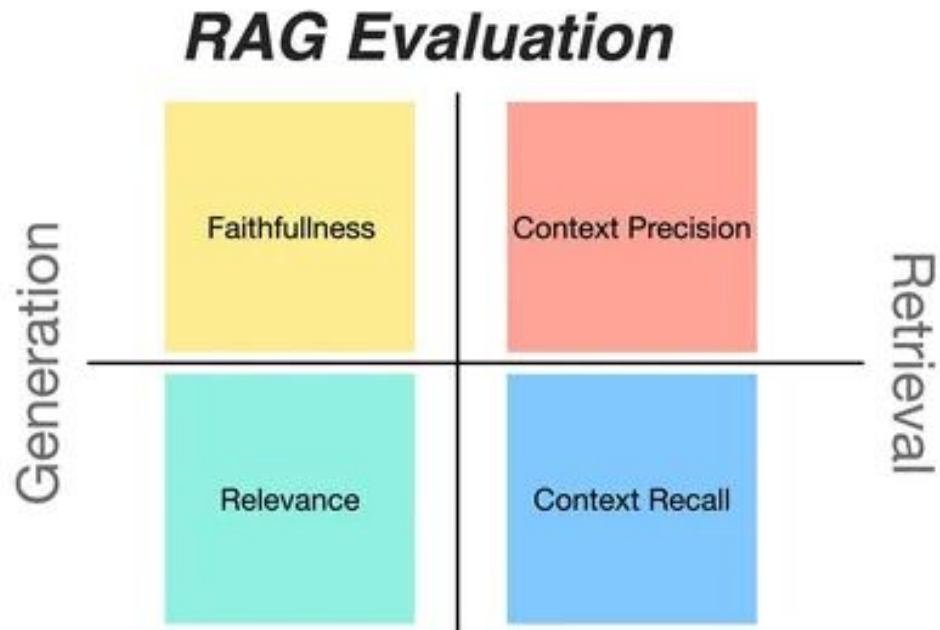 RAG Evaluation
Generation
Faithfullness
Context Precision
Retrieval
Relevance
Context Recall